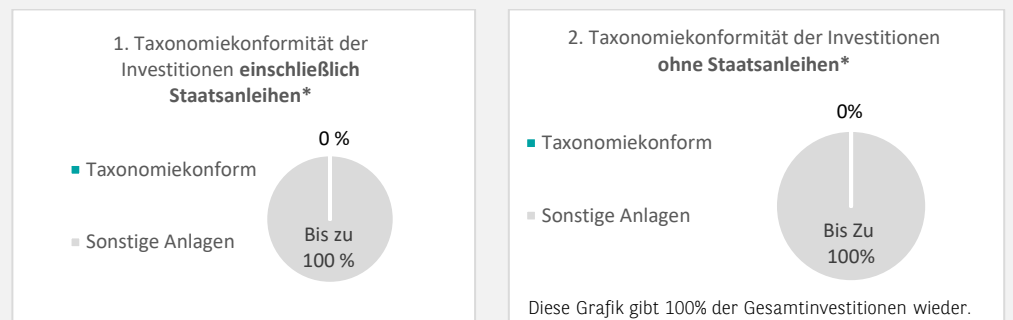 1. Taxonomiekonformität der
Investitionen einschließlich
Staatsanleihen*
0 %
Taxonomiekonform
Sonstige Anlagen
Bis zu
100 %
2. Taxonomiekonformität der Investitionen
ohne Staatsanleihen*
0%
Taxonomiekonform
Sonstige Anlagen
Bis Zu
100%
Diese Grafik gibt 100% der Gesamtinvestitionen wieder.